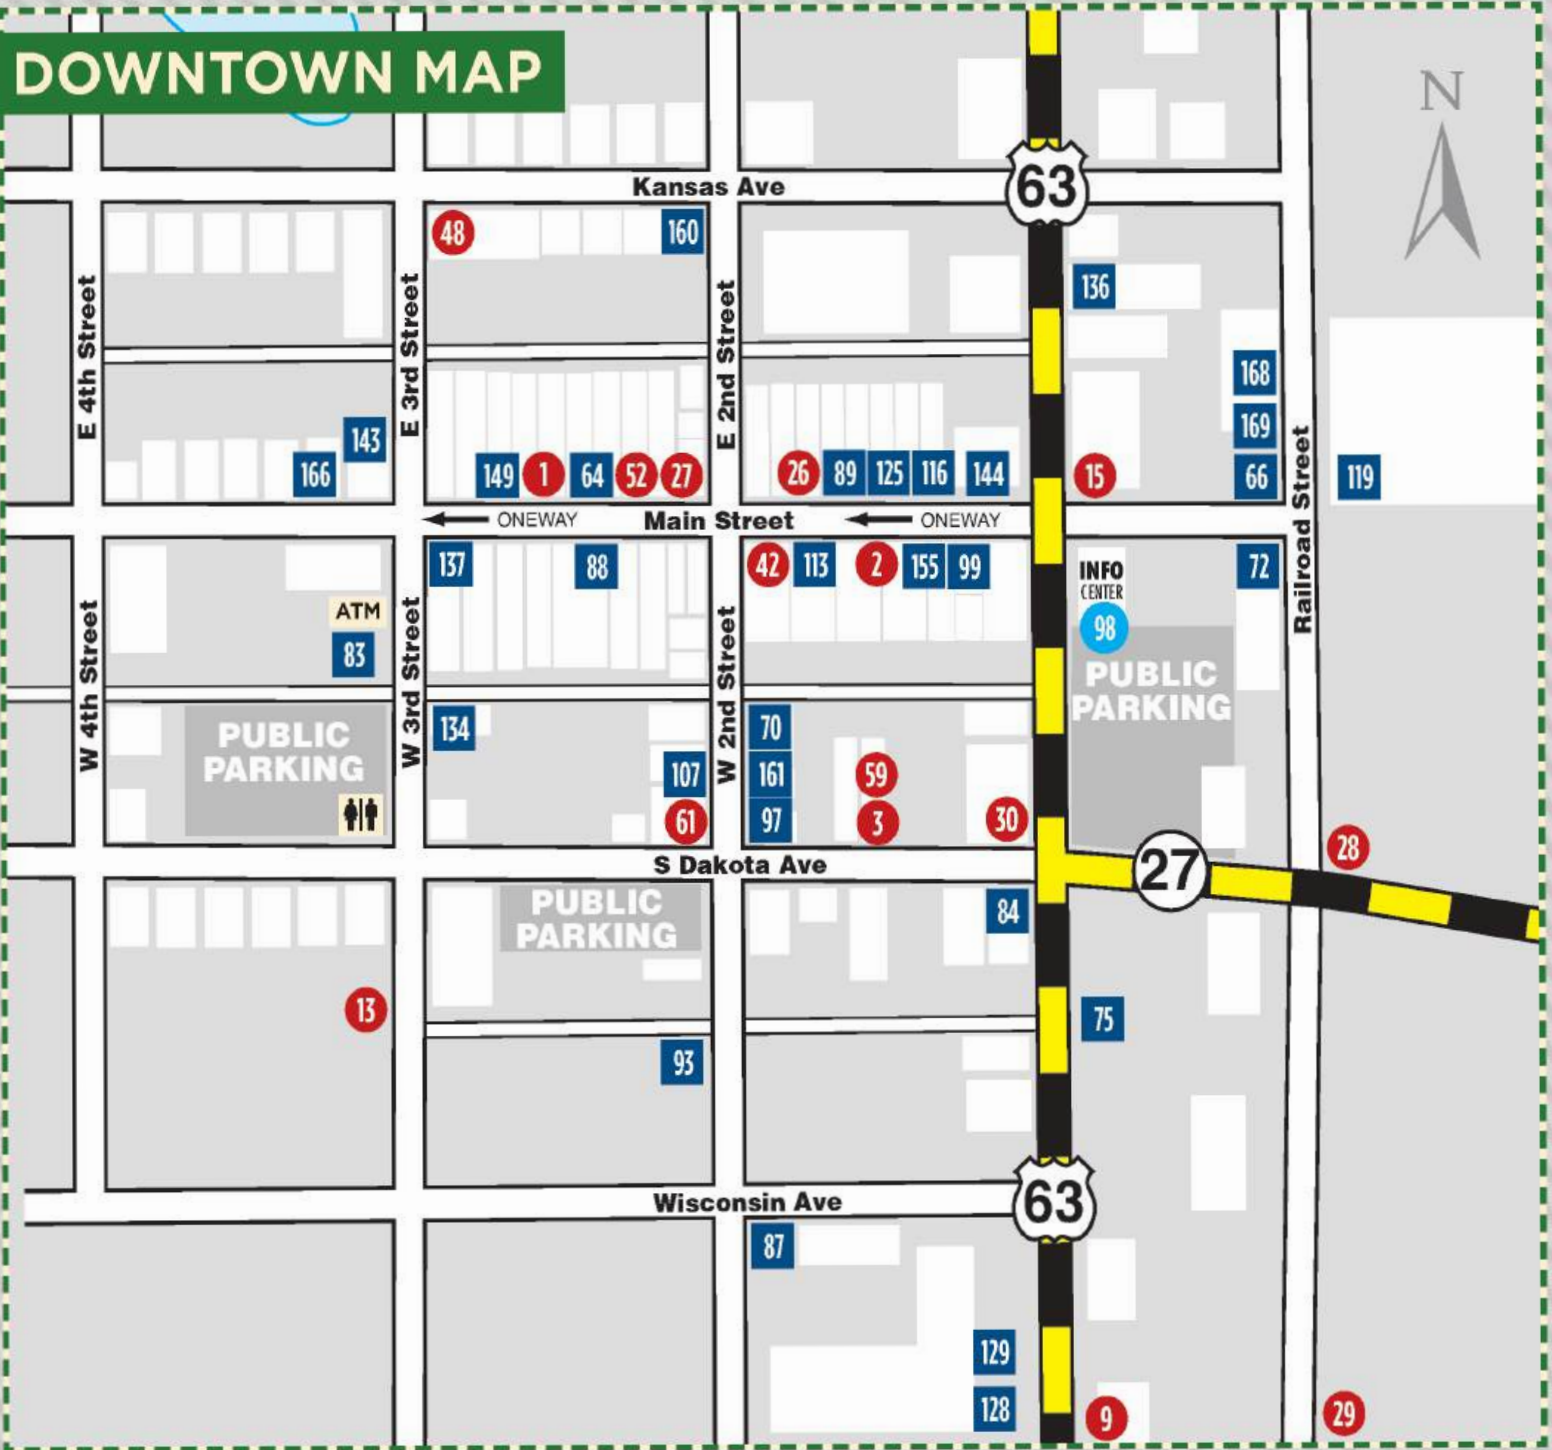 DOWNTOWN MAP
N
63
Kansas Ave
48
160
136
E 4th Street
E 3rd Street
E 2nd Street
168
169
143
166
149
1
64
52
27
26
89
125
116
144
15
66
119
Railroad Street
ONEWAY
Main Street
ONEWAY
137
88
42
113
2
155
99
INFO
CENTER
98
72
ATM
83
W 4th Street
W 3rd Street
W 2nd Street
PUBLIC
PARKING
PUBLIC
PARKING
134
70
107
161
59
61
97
3
30
28
S Dakota Ave
27
PUBLIC
PARKING
84
13
75
93
Wisconsin Ave
63
87
129
128
9
29